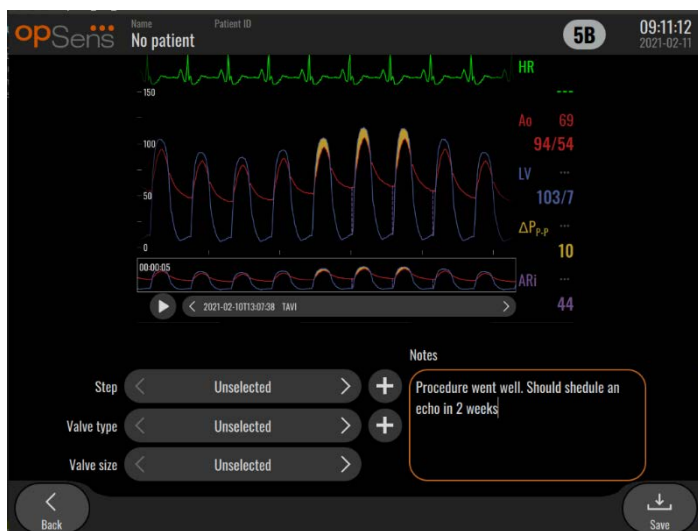 opSens
Name
No patient
Patient ID
5B
09:11:12
2021-02-11
HR
---
150
100
50
0
Ao 69
94/54
LV ---
103/7
ΔPP-P ---
10
ARi ---
44
00:00:05
2021-02-10T13:07:38 TAVI
Notes
Step
Unselected
Valve type
Unselected
Valve size
Unselected
Procedure went well. Should shedule an
echo in 2 weeks
Back
Save